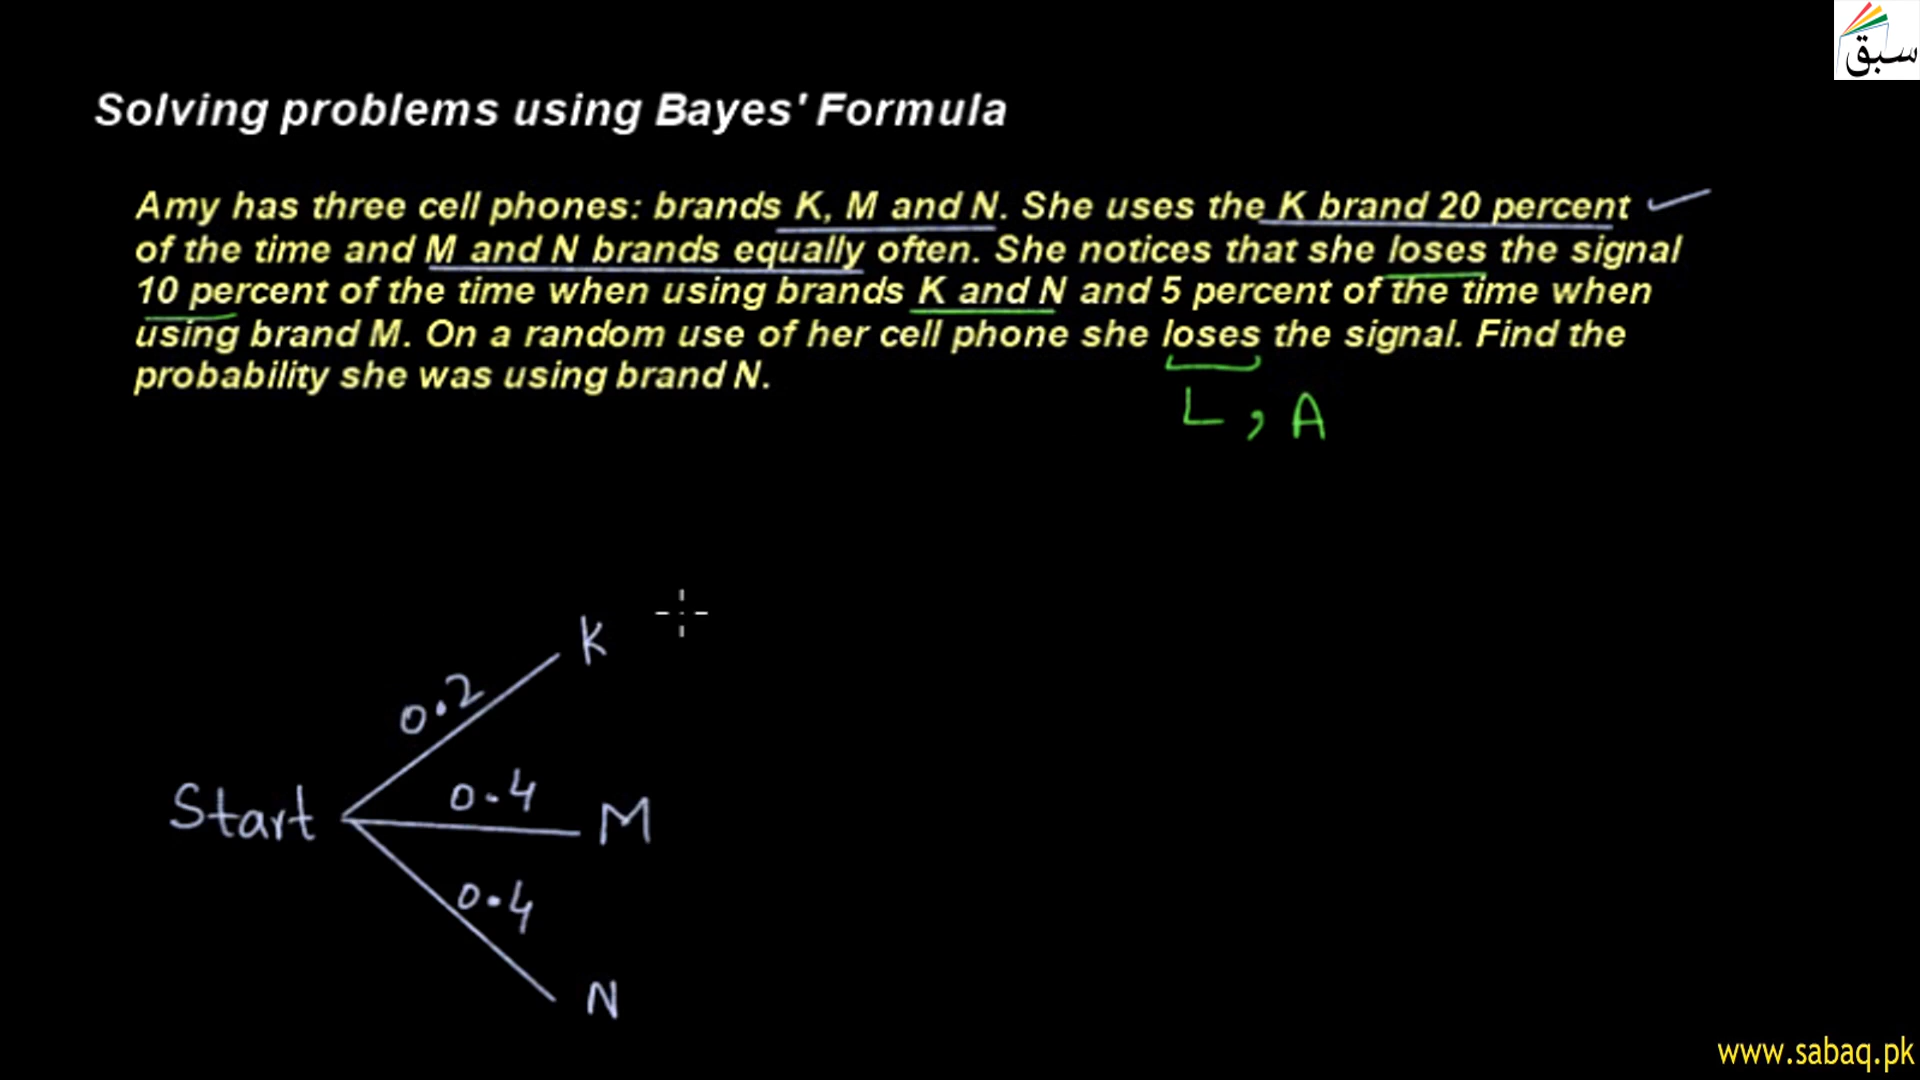 سبق
Solving problems using Bayes' Formula
Amy has three cell phones: brands K, M and N. She uses the K brand 20 percent
of the time and M and N brands equally often. She notices that she loses the signal
10 percent of the time when using brands K and N and 5 percent of the time when
using brand M. On a random use of her cell phone she loses the signal. Find the
probability she was using brand N.
L , A
K
0.2
Start
0.4
M
0.4
N
www.sabaq.pk